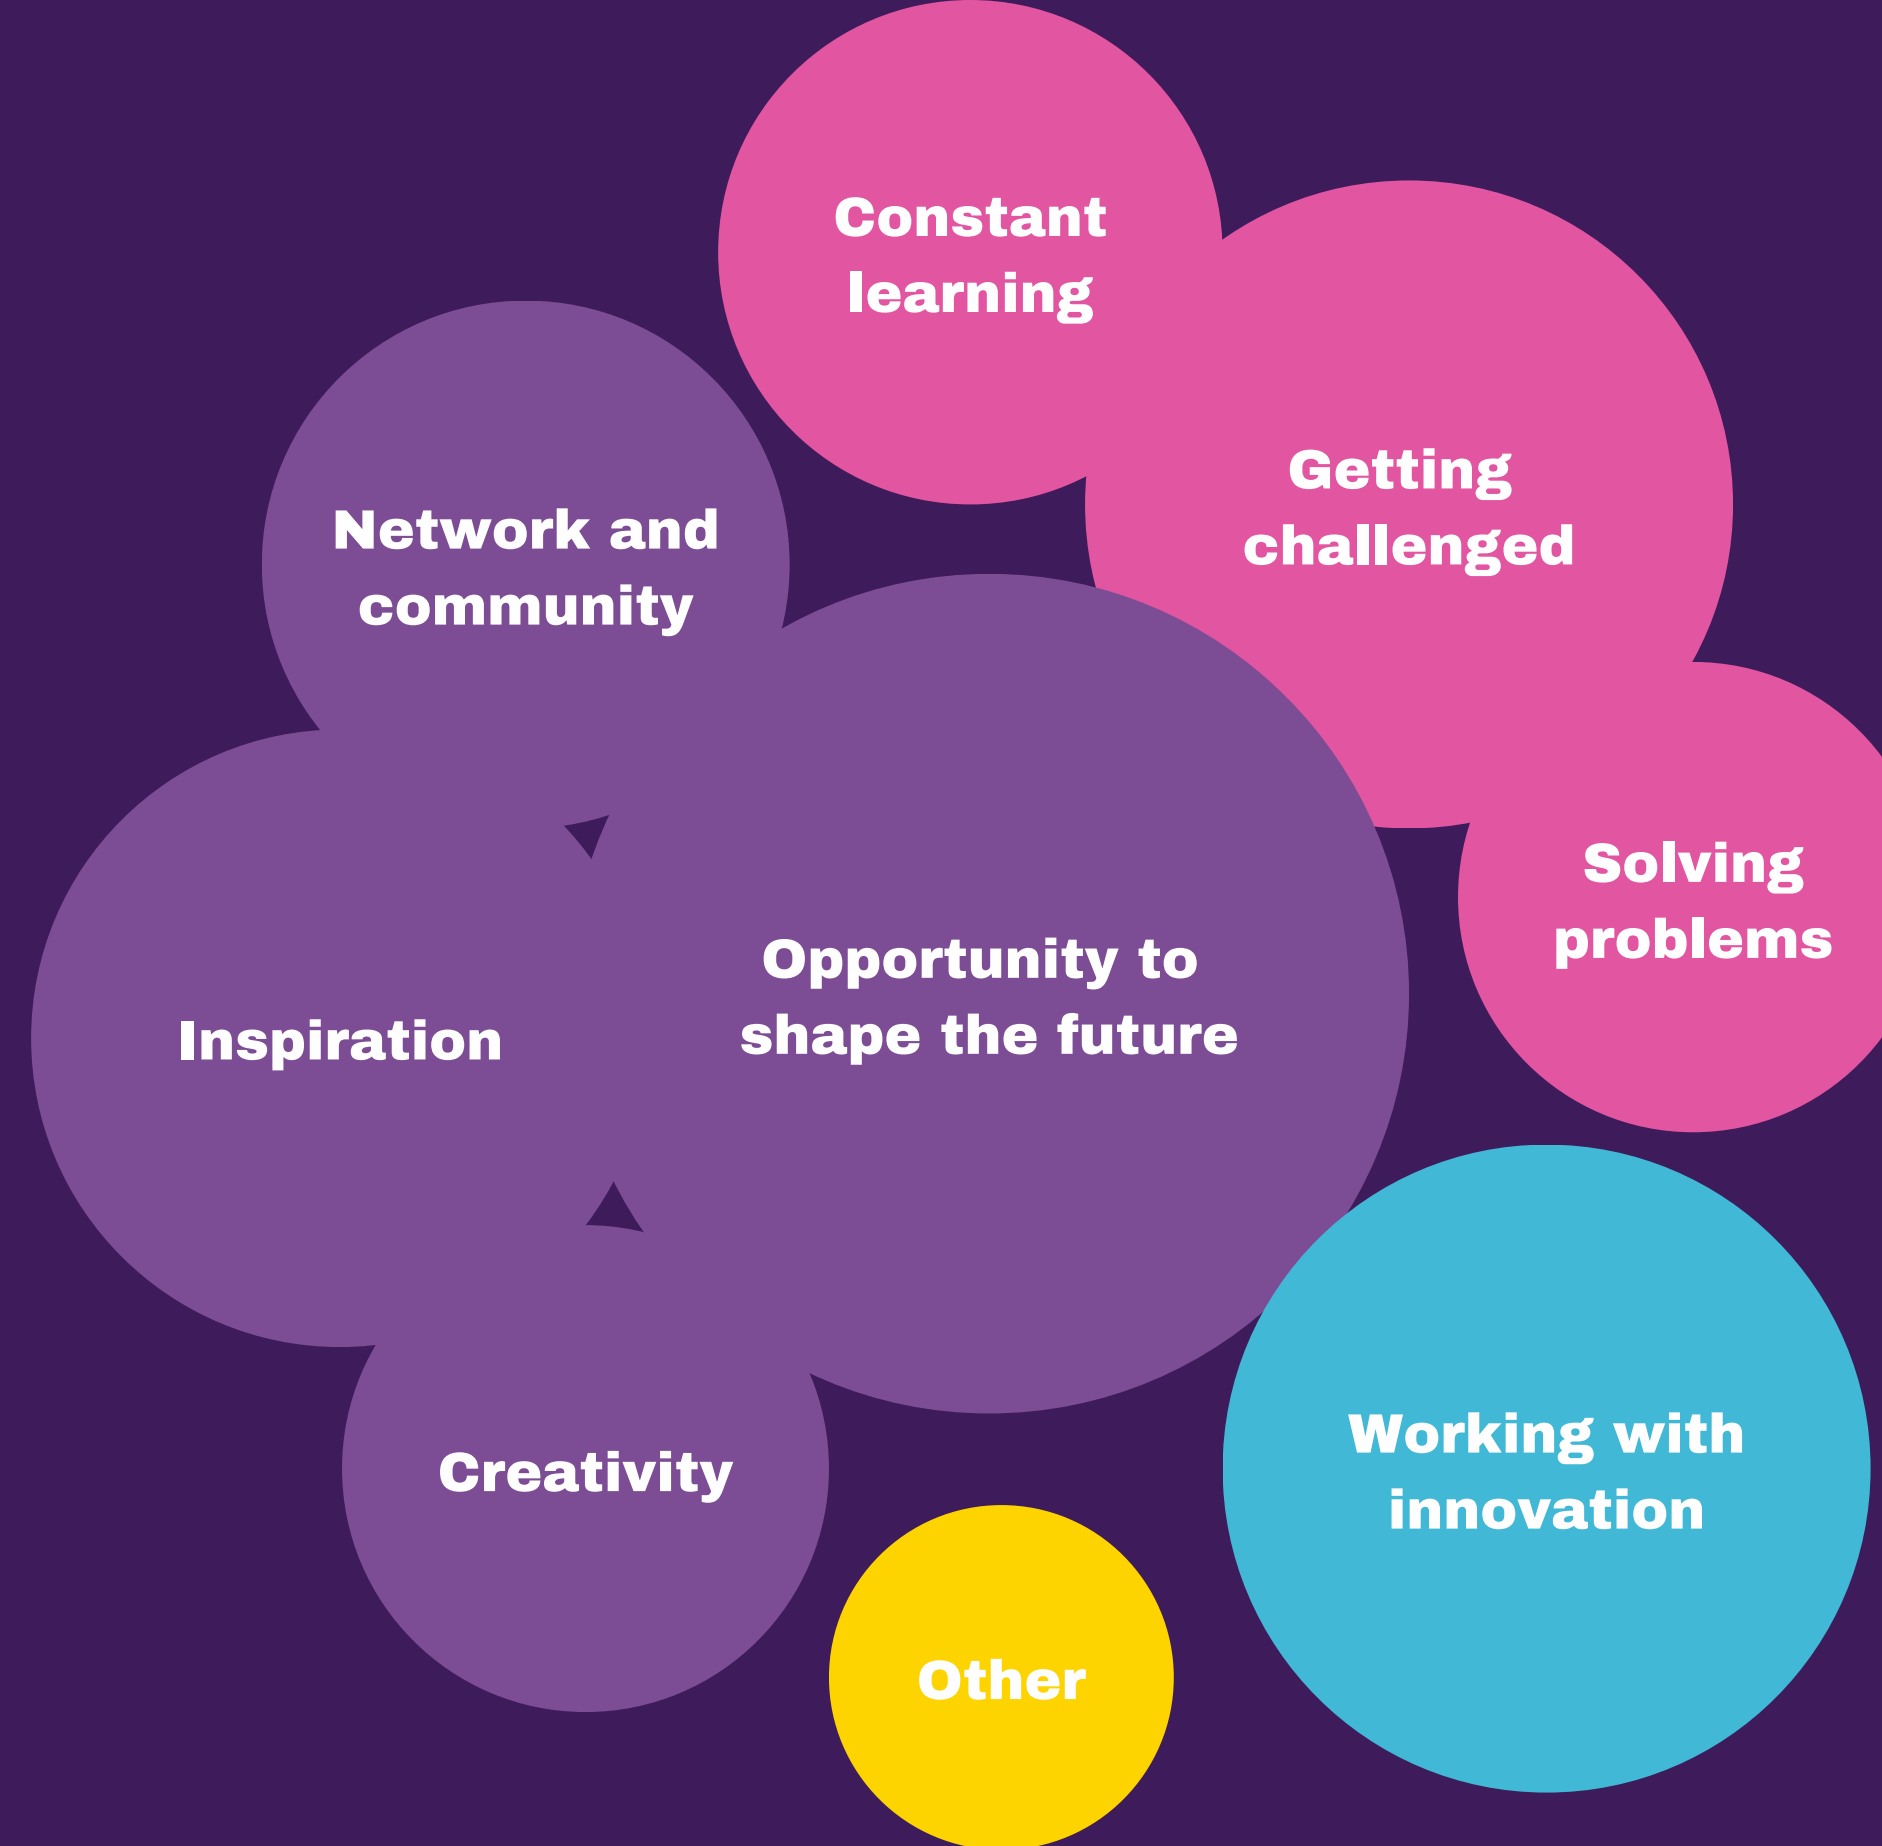 Constant
learning
Getting
challenged
Network and
community
Solving
problems
Opportunity to
shape the future
Inspiration
Working with
innovation
Creativity
Other